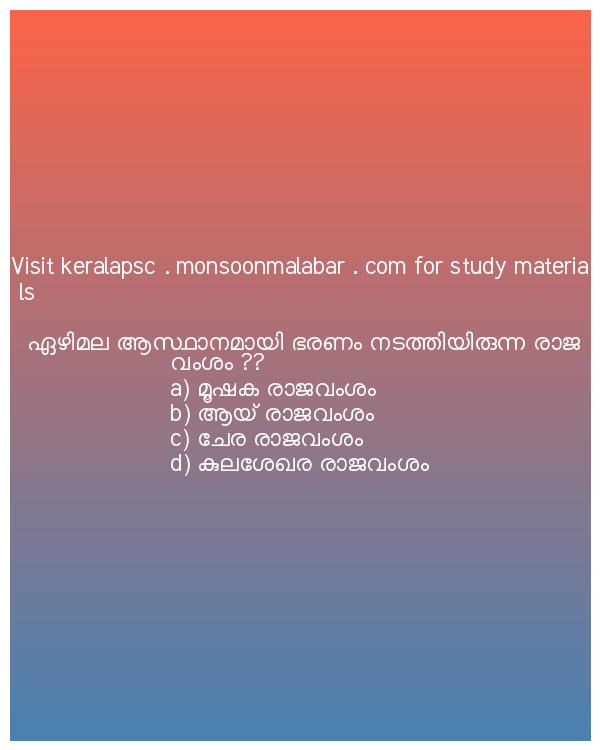 Visit keralapsc . monsoonmalabar . com for study materia
ls
ഏഴിമല ആസ്ഥാനമായി ഭരണം നടത്തിയിരുന്ന രാജ
വംശം ??
a) മൂഷക രാജവംശം
b) ആയ് രാജവംശം
c) ചേര രാജവംശം
d) കുലശേഖര രാജവംശം